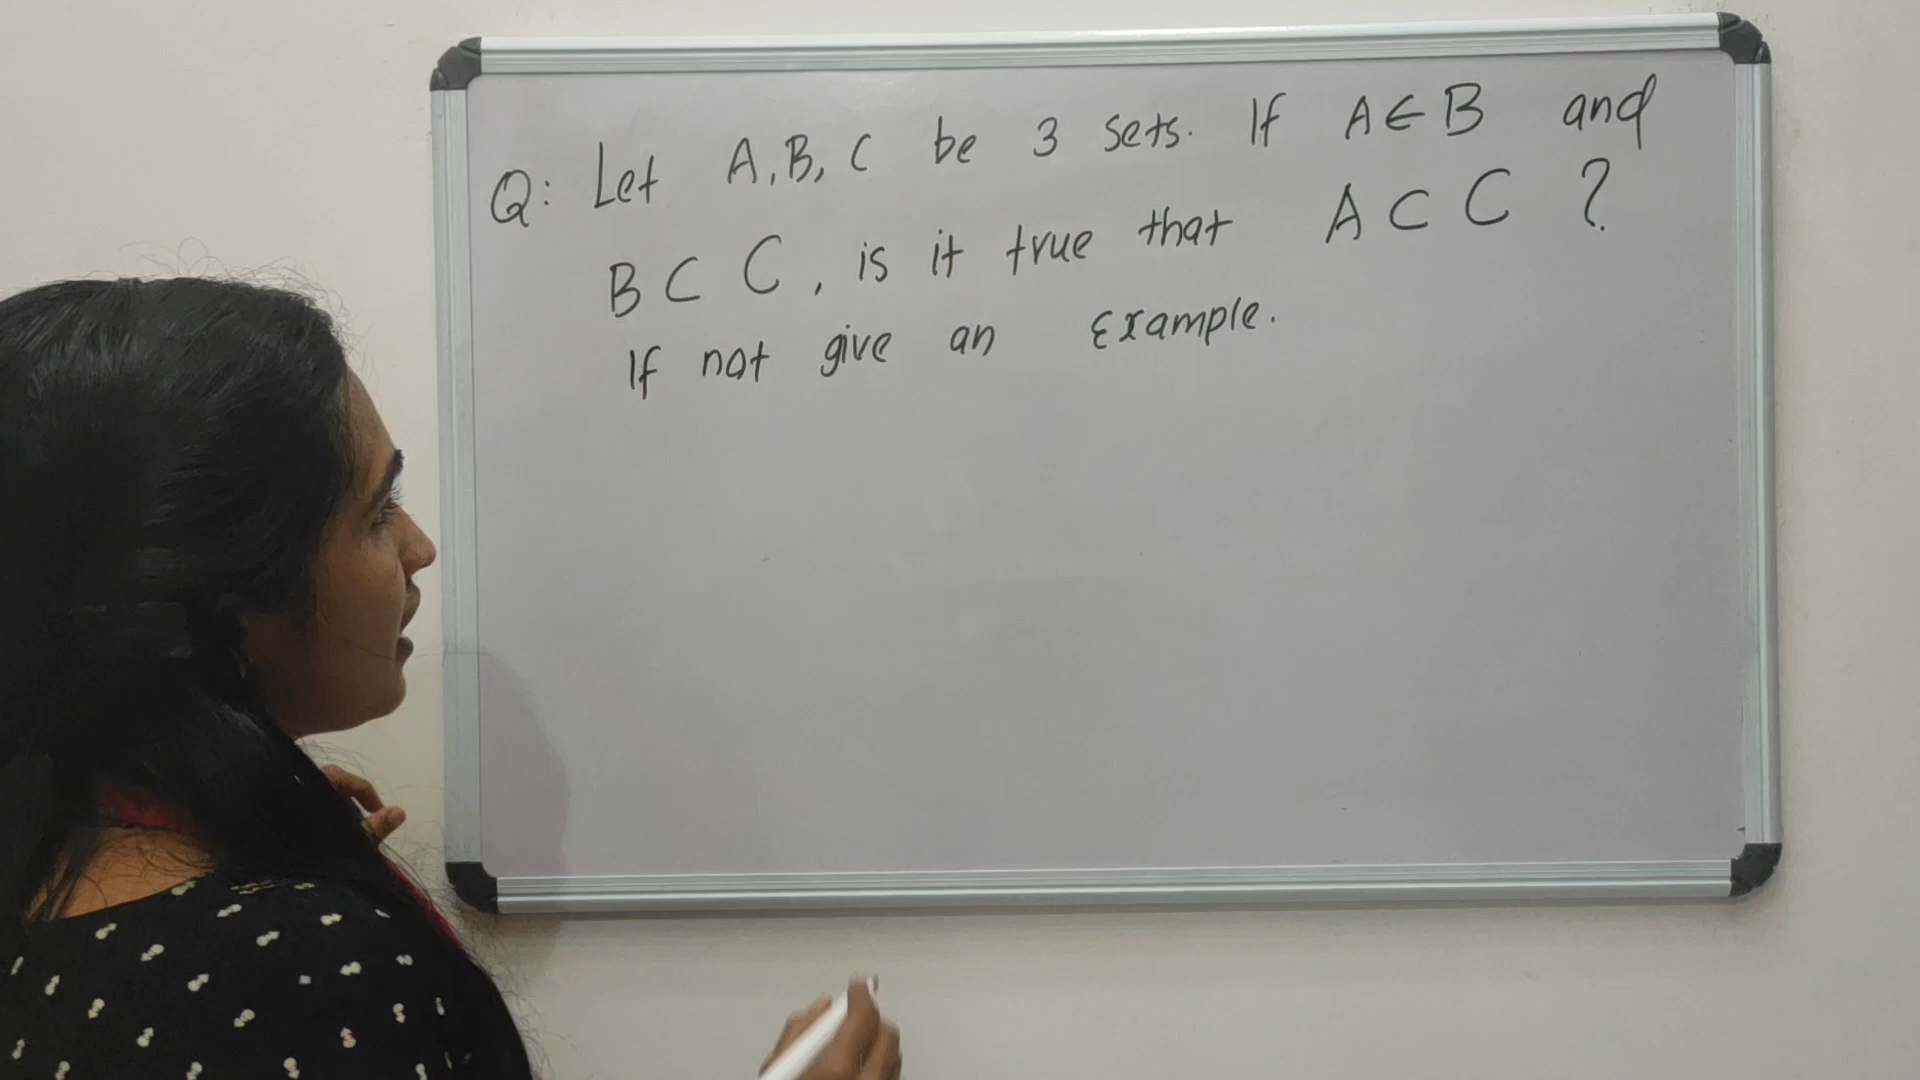 Q: Let A, B, C be 3 sets. If A ∈ B and
B ⊂ C, is it true that A ⊂ C ?
If not give an Example.